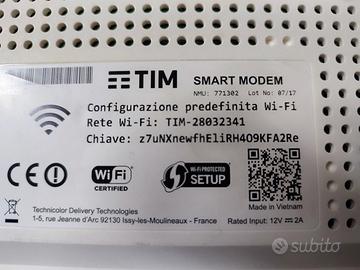 TIM SMART MODEM
NMU: 771302 Lot No: 07/17
Configurazione predefinita Wi-Fi
Rete Wi-Fi: TIM-28032341
Chiave: z7uNXnewfhEliRH4O9KFA2Re
CE Wi Fi CERTIFIED WI-FI PROTECTED SETUP
Technicolor Delivery Technologies
1-5, rue Jeanne d'Arc 92130 Issy-les-Moulineaux - France
Made in Vietnam
Rated Input: 12V 2A
subito